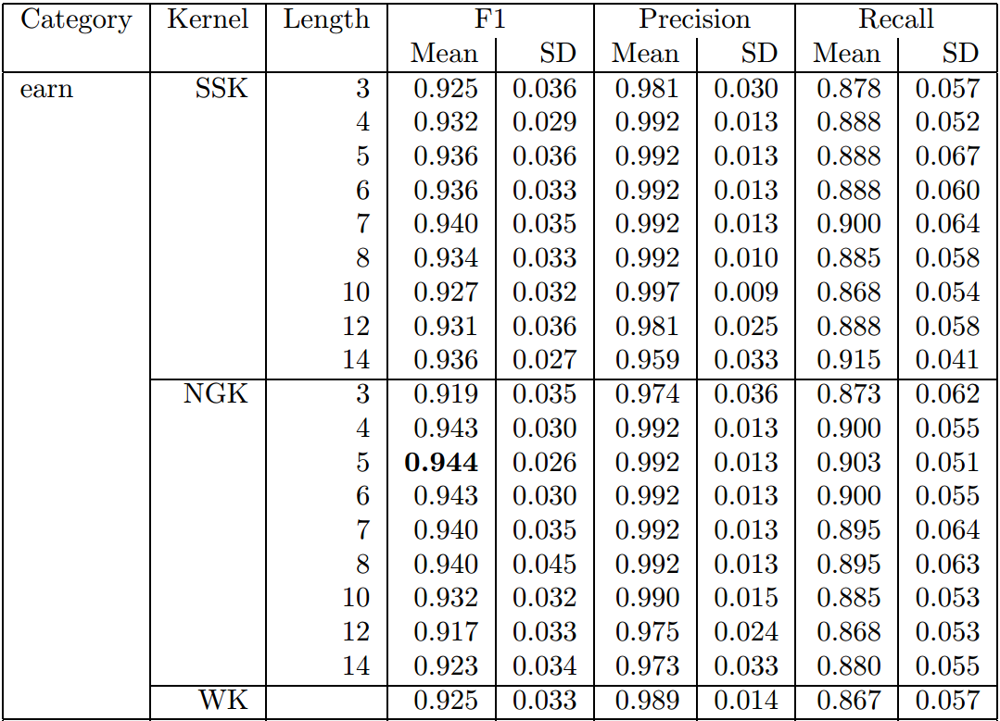 Category Kernel Length F1 Precision Recall
Mean SD Mean SD Mean SD
earn SSK 3 0.925 0.036 0.981 0.030 0.878 0.057
4 0.932 0.029 0.992 0.013 0.888 0.052
5 0.936 0.036 0.992 0.013 0.888 0.067
6 0.936 0.033 0.992 0.013 0.888 0.060
7 0.940 0.035 0.992 0.013 0.900 0.064
8 0.934 0.033 0.992 0.010 0.885 0.058
10 0.927 0.032 0.997 0.009 0.868 0.054
12 0.931 0.036 0.981 0.025 0.888 0.058
14 0.936 0.027 0.959 0.033 0.915 0.041
NGK 3 0.919 0.035 0.974 0.036 0.873 0.062
4 0.943 0.030 0.992 0.013 0.900 0.055
5 0.944 0.026 0.992 0.013 0.903 0.051
6 0.943 0.030 0.992 0.013 0.900 0.055
7 0.940 0.035 0.992 0.013 0.895 0.064
8 0.940 0.045 0.992 0.013 0.895 0.063
10 0.932 0.032 0.990 0.015 0.885 0.053
12 0.917 0.033 0.975 0.024 0.868 0.053
14 0.923 0.034 0.973 0.033 0.880 0.055
WK 0.925 0.033 0.989 0.014 0.867 0.057